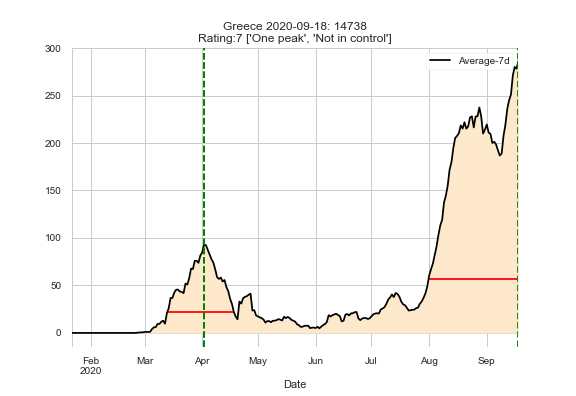 Greece 2020-09-18: 14738
Rating:7 ['One peak', 'Not in control']
Average-7d
300
250
200
150
100
50
0
Feb Mar Apr May Jun Jul Aug Sep
2020
Date